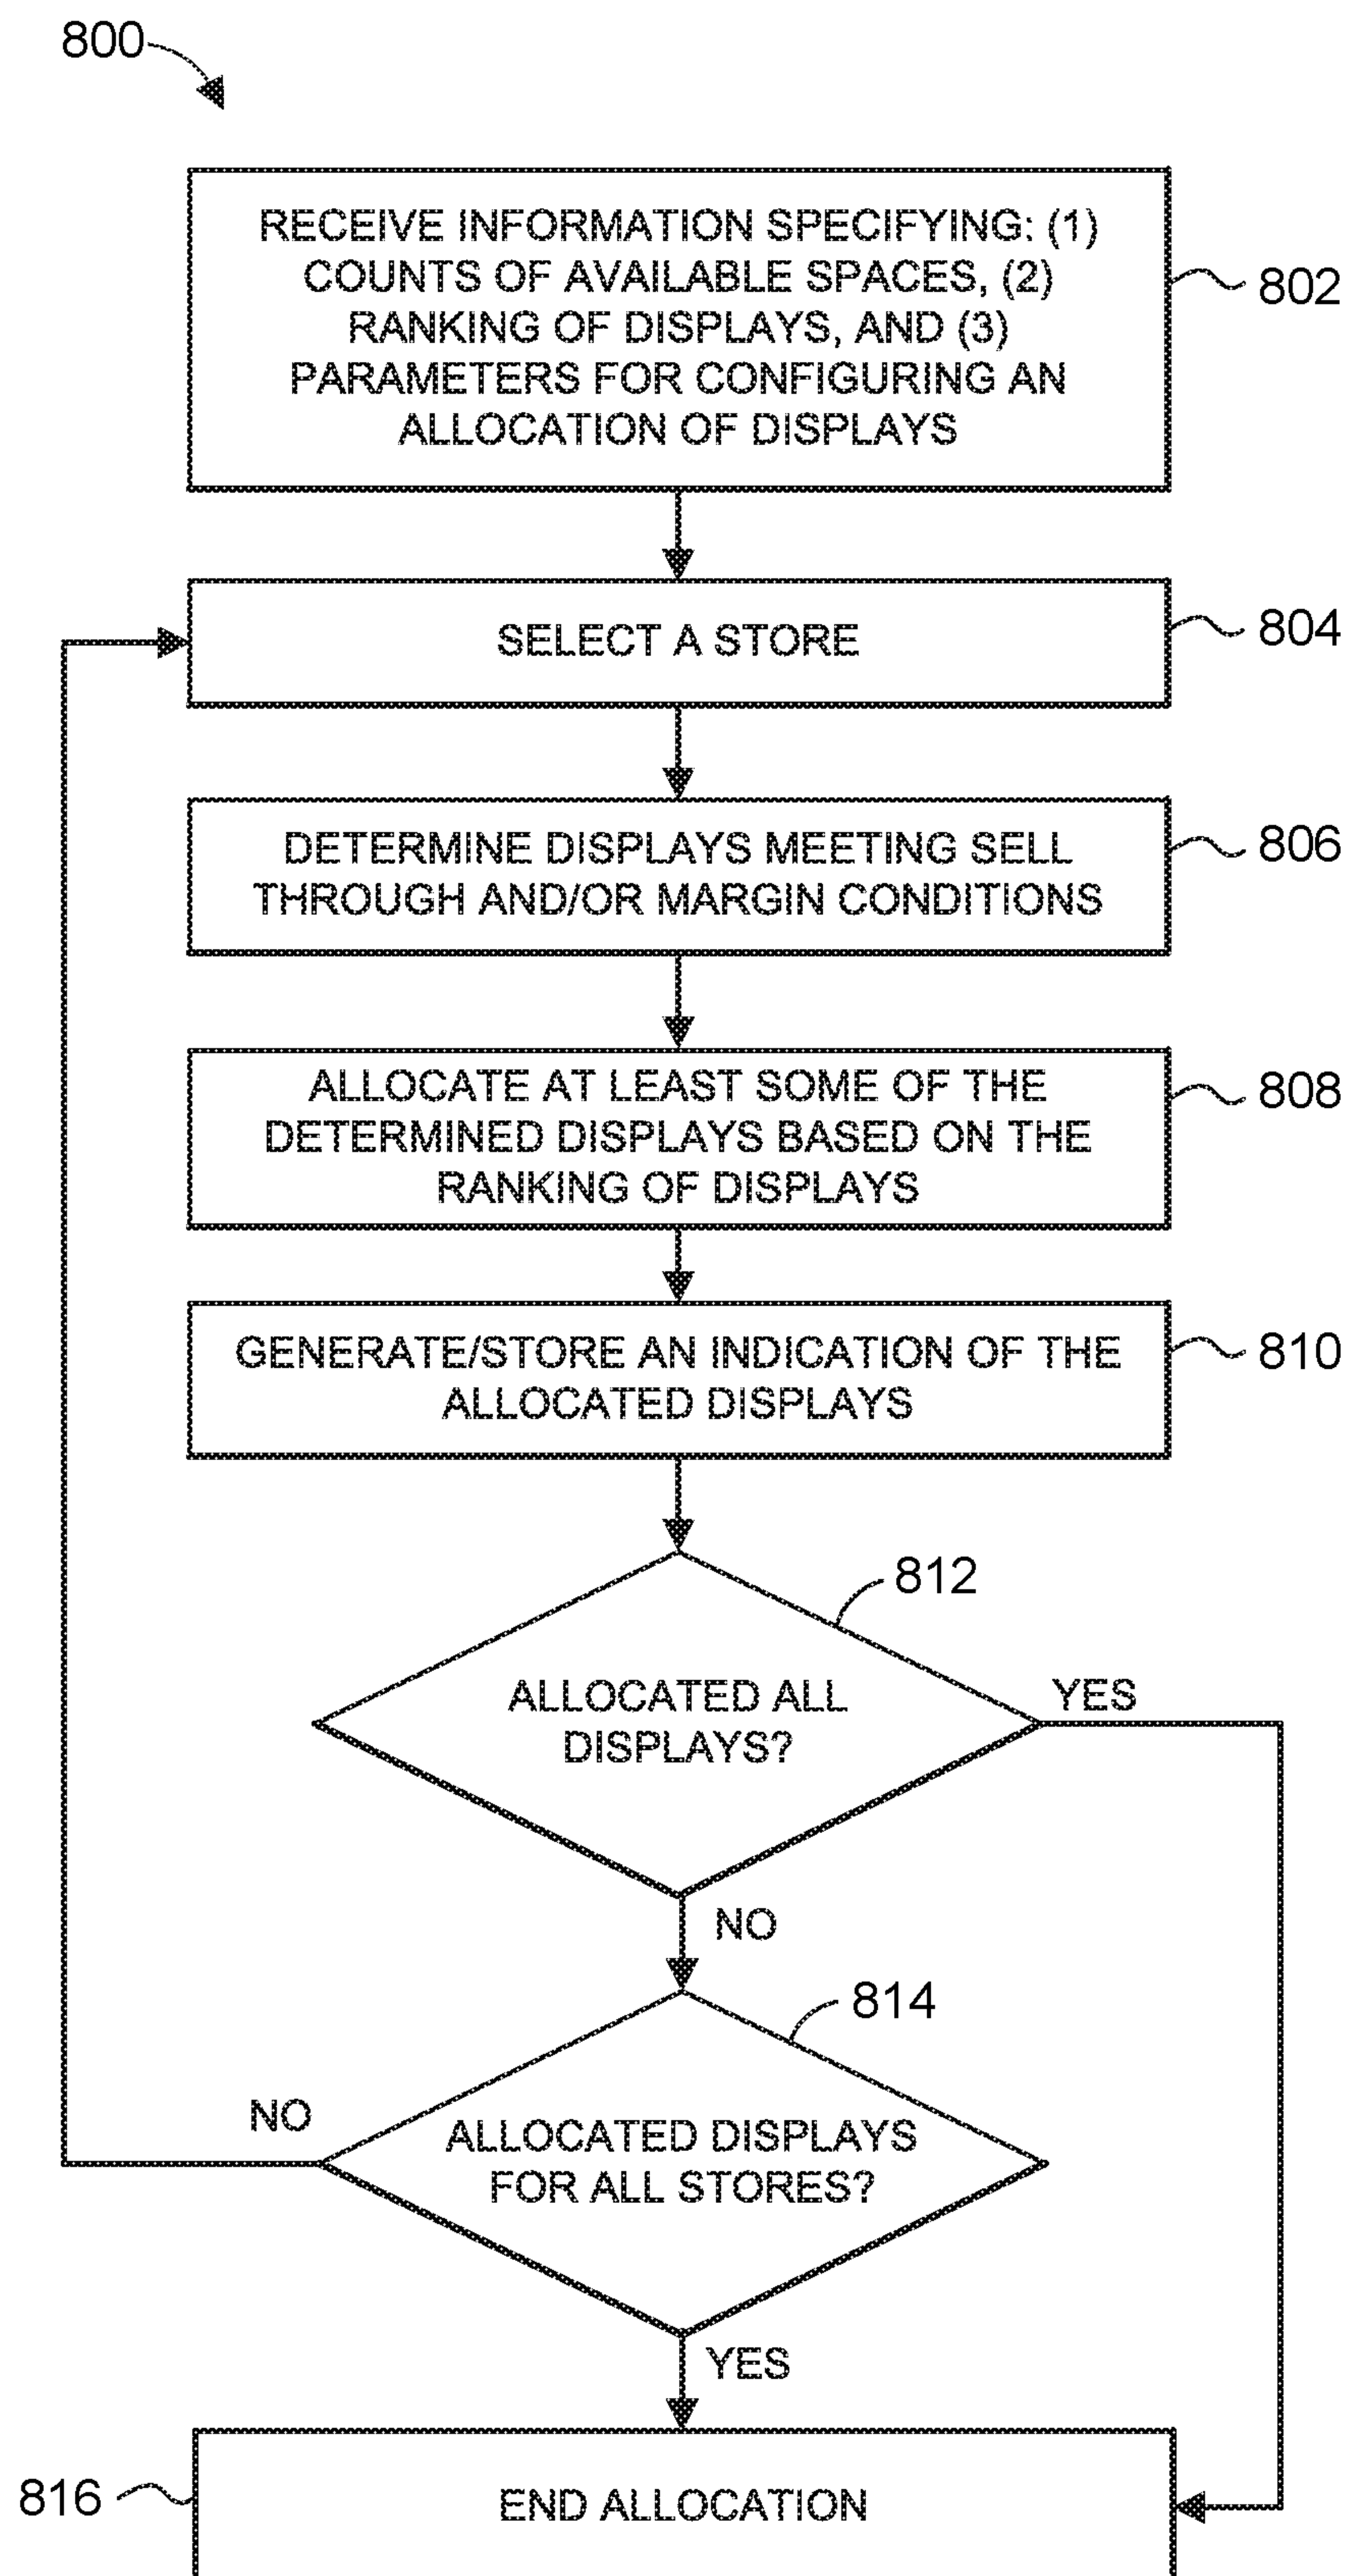 800
RECEIVE INFORMATION SPECIFYING: (1)
COUNTS OF AVAILABLE SPACES, (2)
RANKING OF DISPLAYS, AND (3)
PARAMETERS FOR CONFIGURING AN
ALLOCATION OF DISPLAYS
802
SELECT A STORE
804
DETERMINE DISPLAYS MEETING SELL
THROUGH AND/OR MARGIN CONDITIONS
806
ALLOCATE AT LEAST SOME OF THE
DETERMINED DISPLAYS BASED ON THE
RANKING OF DISPLAYS
808
GENERATE/STORE AN INDICATION OF THE
ALLOCATED DISPLAYS
810
812
ALLOCATED ALL
DISPLAYS?
YES
NO
814
NO
ALLOCATED DISPLAYS
FOR ALL STORES?
YES
816
END ALLOCATION